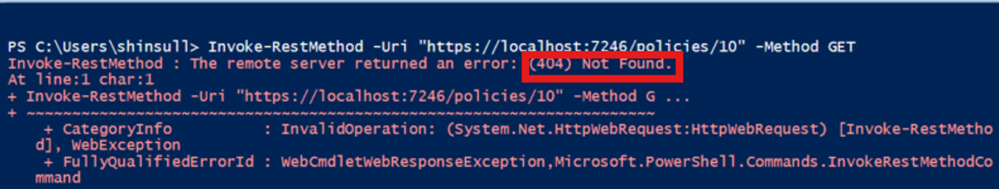 PS C:\Users\shinsull> Invoke-RestMethod -Uri "https://localhost:7246/policies/10" -Method GET
Invoke-RestMethod : The remote server returned an error: (404) Not Found.
At line:1 char:1
+ Invoke-RestMethod -Uri "https://localhost:7246/policies/10" -Method G ...
+ ~~~~~~~~~~~~~~~~~~~~~~~~~~~~~~~~~~~~~~~~~~~~~~~~~~~~~~~~~~~~~~~~~~~~~
    + CategoryInfo          : InvalidOperation: (System.Net.HttpWebRequest:HttpWebRequest) [Invoke-RestMetho
   d], WebException
    + FullyQualifiedErrorId : WebCmdletWebResponseException,Microsoft.PowerShell.Commands.InvokeRestMethodCo
   mmand